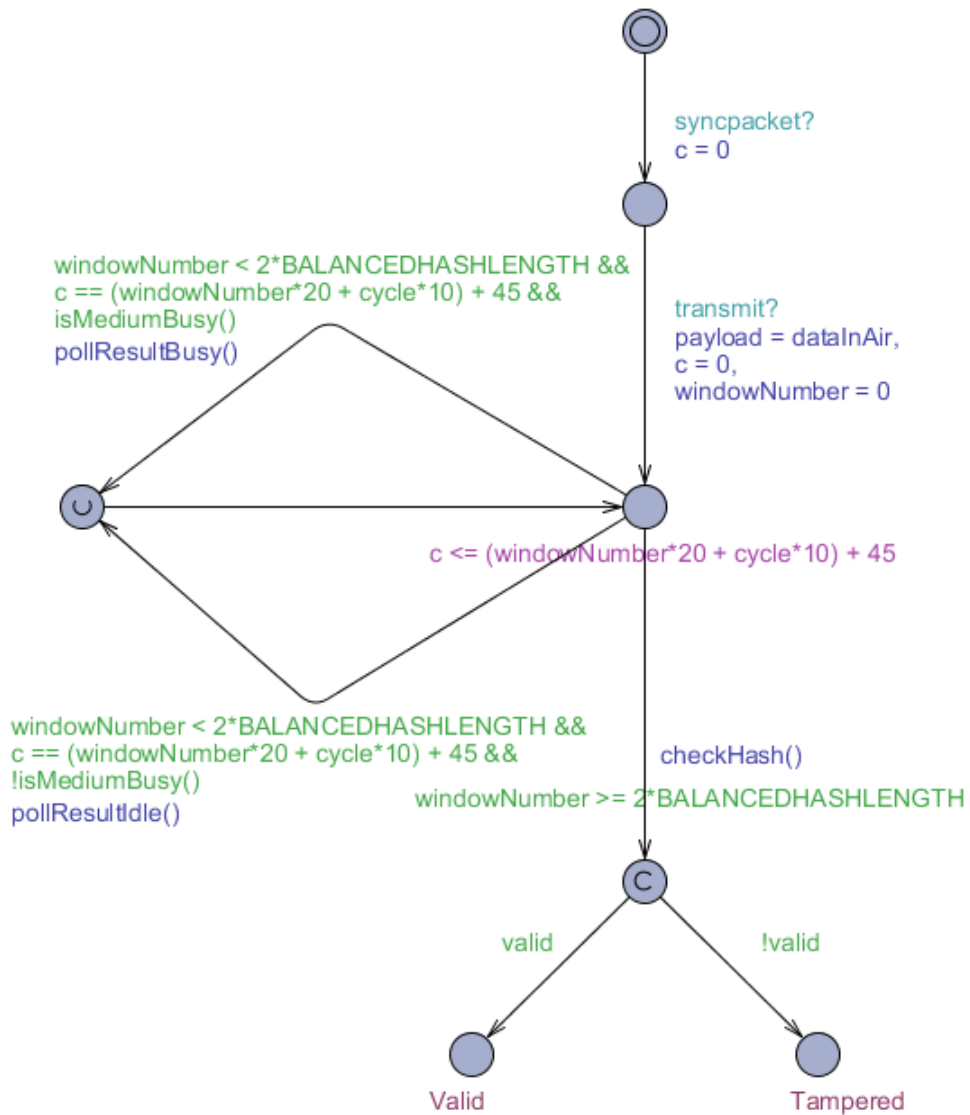 syncpacket?
c = 0
windowNumber < 2*BALANCEDHASHLENGTH &&
c == (windowNumber*20 + cycle*10) + 45 &&
isMediumBusy()
pollResultBusy()
transmit?
payload = dataInAir,
c = 0,
windowNumber = 0
c <= (windowNumber*20 + cycle*10) + 45
windowNumber < 2*BALANCEDHASHLENGTH &&
c == (windowNumber*20 + cycle*10) + 45 &&
!isMediumBusy()
pollResultIdle()
checkHash()
windowNumber >= 2*BALANCEDHASHLENGTH
C
valid
!valid
Valid
Tampered